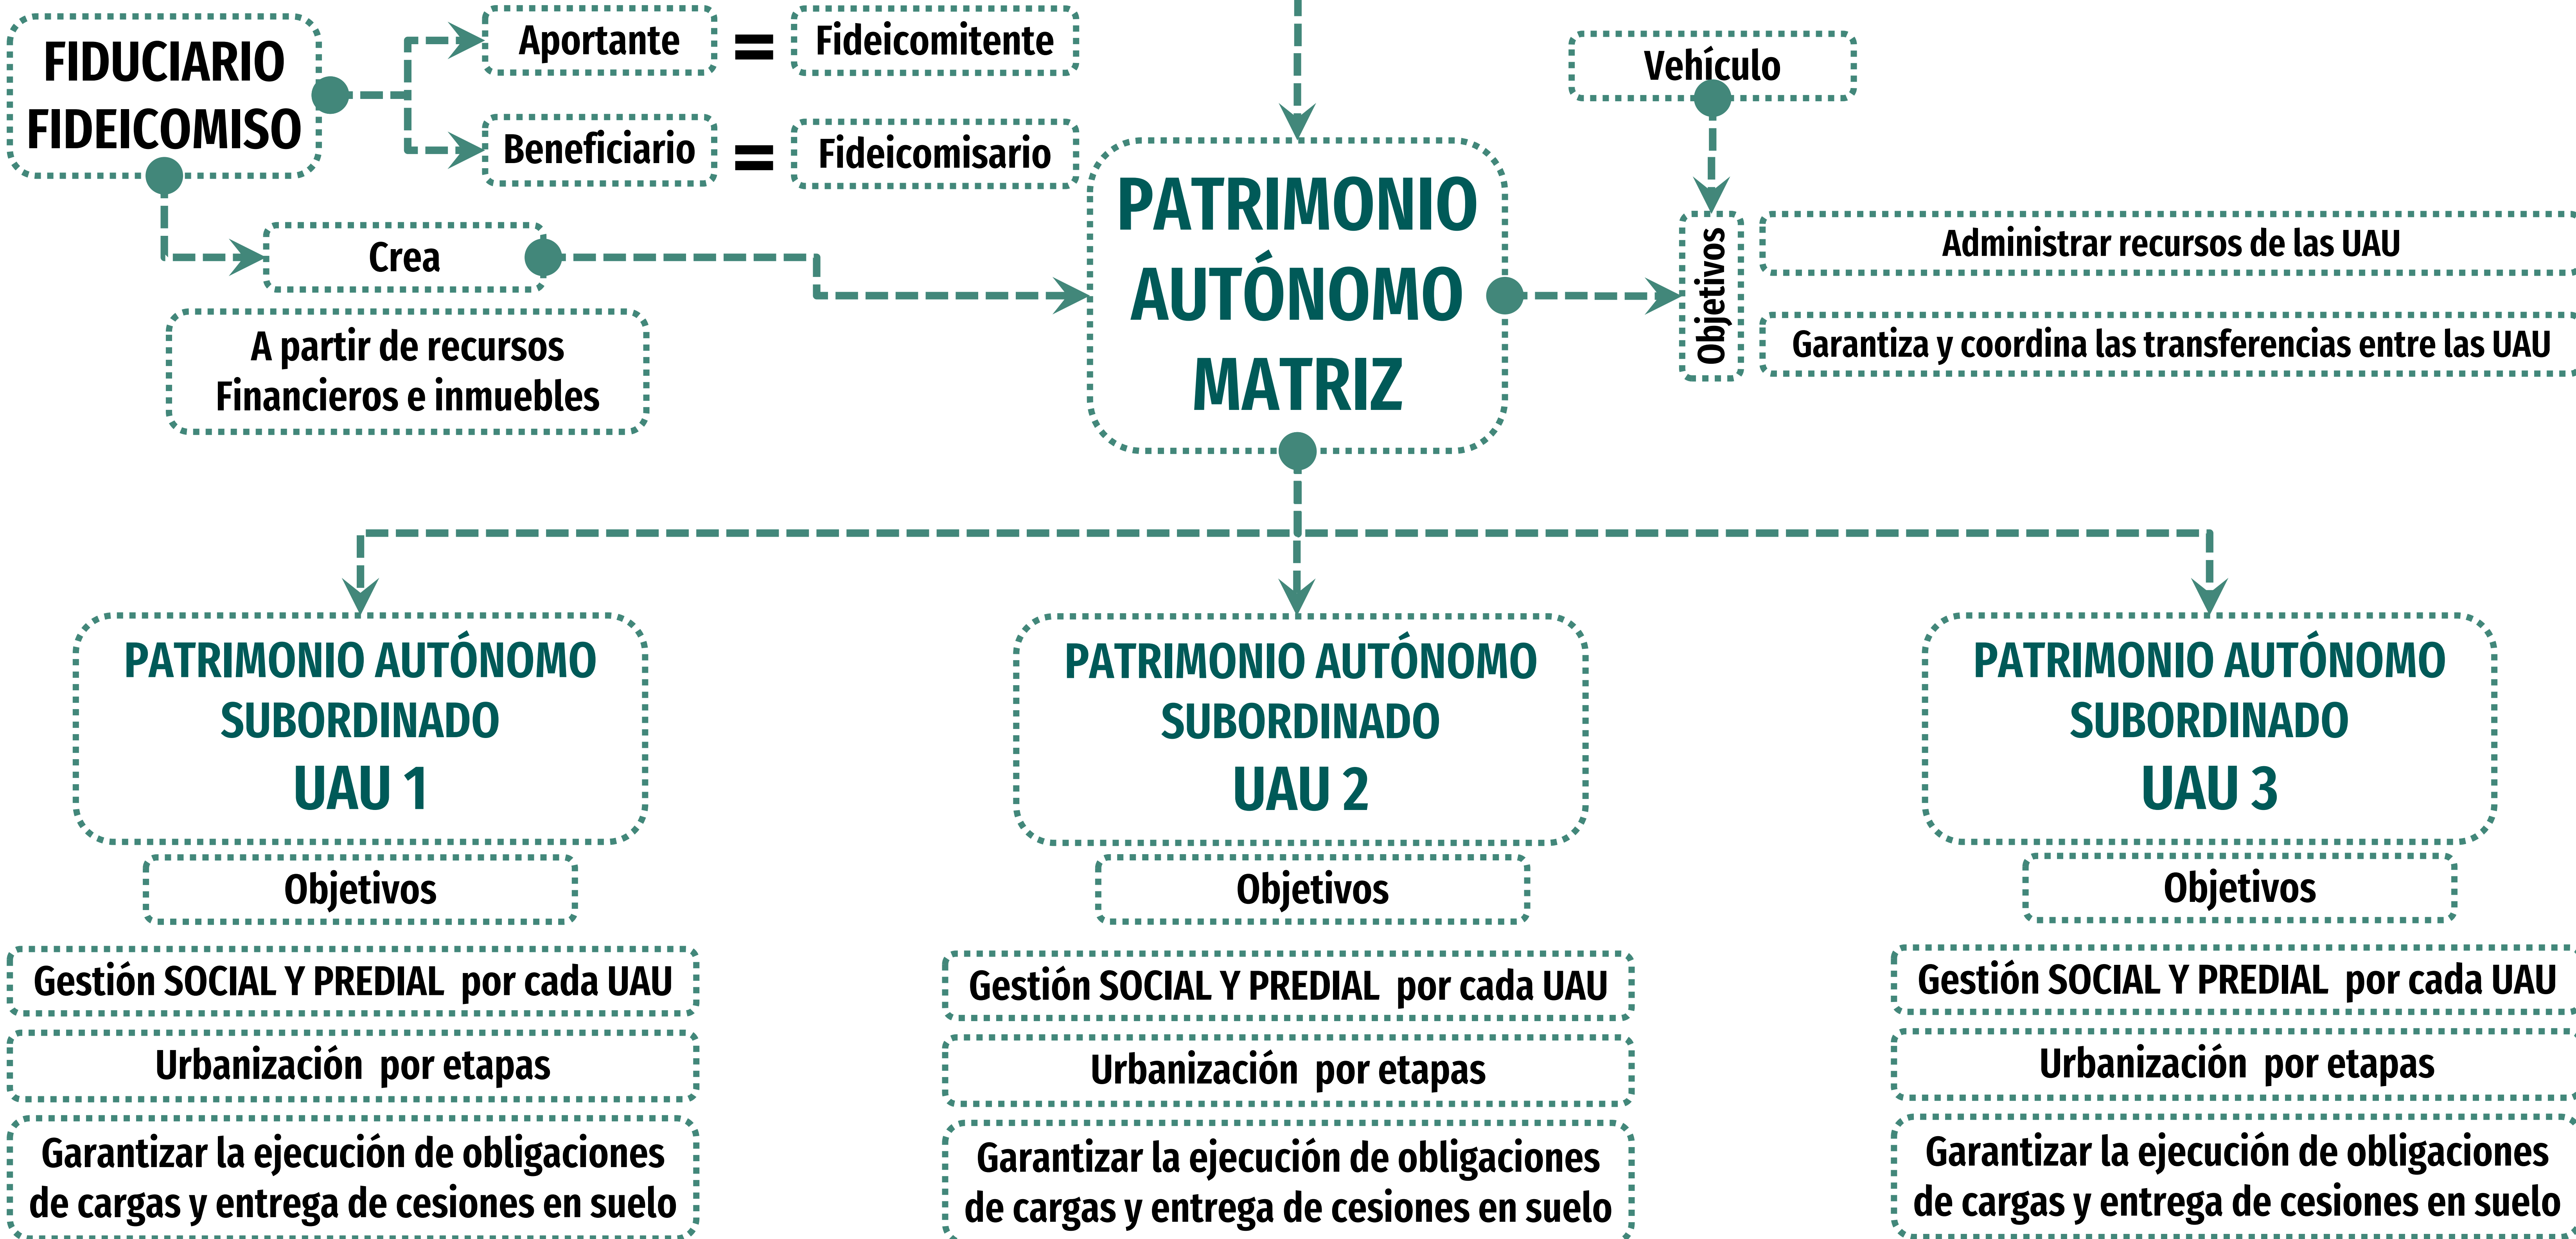 FIDUCIARIO
FIDEICOMISO
Aportante = Fideicomitente
Beneficiario = Fideicomisario
Crea
A partir de recursos
Financieros e inmuebles
PATRIMONIO
AUTÓNOMO
MATRIZ
Vehículo
Objetivos
Administrar recursos de las UAU
Garantiza y coordina las transferencias entre las UAU
PATRIMONIO AUTÓNOMO
SUBORDINADO
UAU 1
Objetivos
Gestión SOCIAL Y PREDIAL por cada UAU
Urbanización por etapas
Garantizar la ejecución de obligaciones
de cargas y entrega de cesiones en suelo
PATRIMONIO AUTÓNOMO
SUBORDINADO
UAU 2
Objetivos
Gestión SOCIAL Y PREDIAL por cada UAU
Urbanización por etapas
Garantizar la ejecución de obligaciones
de cargas y entrega de cesiones en suelo
PATRIMONIO AUTÓNOMO
SUBORDINADO
UAU 3
Objetivos
Gestión SOCIAL Y PREDIAL por cada UAU
Urbanización por etapas
Garantizar la ejecución de obligaciones
de cargas y entrega de cesiones en suelo